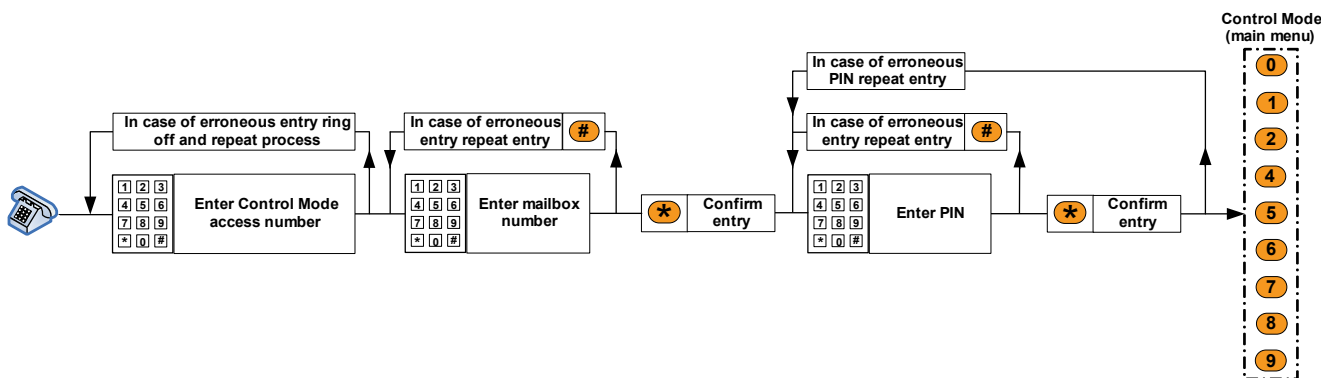 Control Mode
(main menu)
0
1
2
4
5
6
7
8
9
In case of erroneous
PIN repeat entry
In case of erroneous entry ring
off and repeat process
In case of erroneous
entry repeat entry
#
In case of erroneous
entry repeat entry
#
1 2 3
4 5 6
7 8 9
* 0 #
Enter Control Mode
access number
1 2 3
4 5 6
7 8 9
* 0 #
Enter mailbox
number
*
Confirm
entry
1 2 3
4 5 6
7 8 9
* 0 #
Enter PIN
*
Confirm
entry